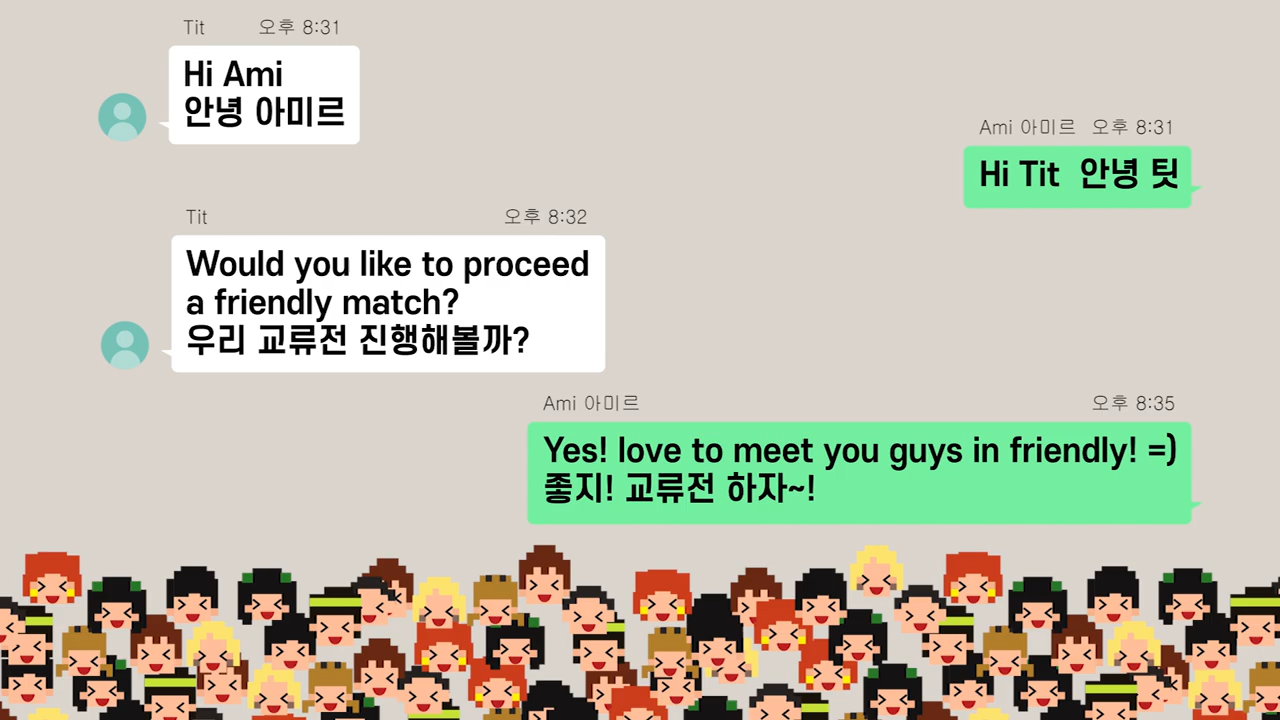 Tit 오후 8:31
Hi Ami
안녕 아미르
Ami 아미르 오후 8:31
Hi Tit 안녕 팃
Tit 오후 8:32
Would you like to proceed
a friendly match?
우리 교류전 진행해볼까?
Ami 아미르 오후 8:35
Yes! love to meet you guys in friendly! =)
좋지! 교류전 하자~!